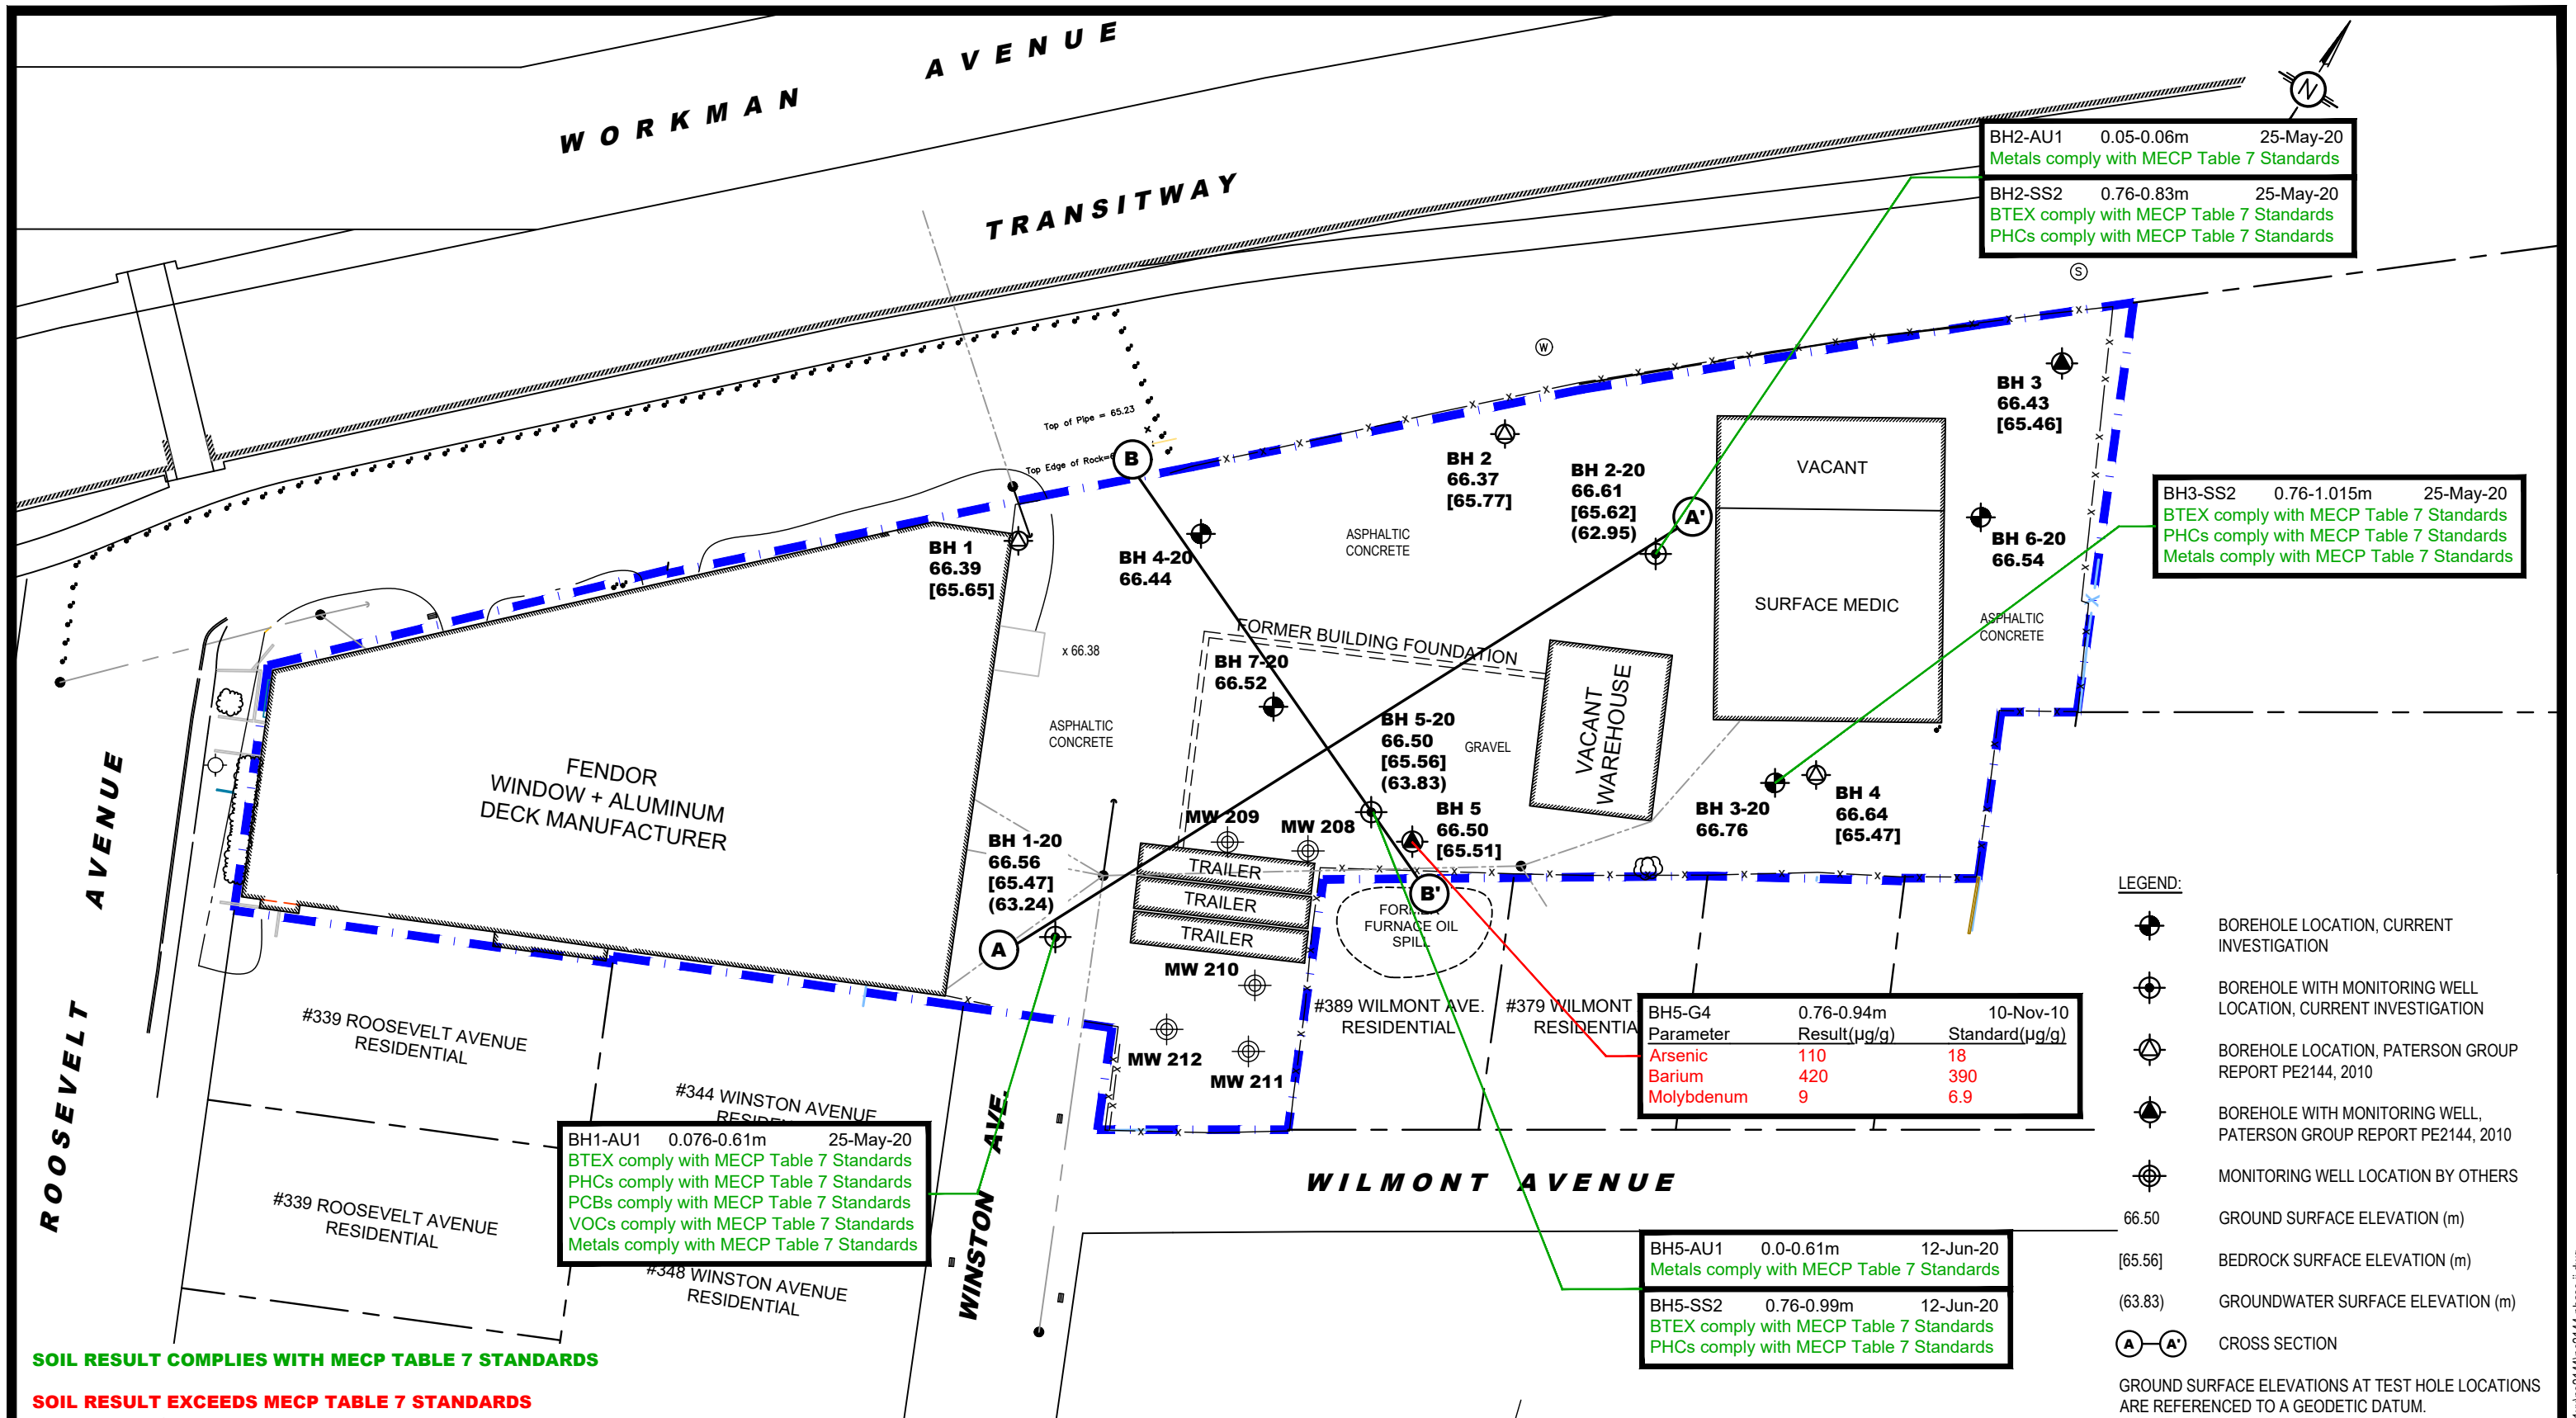 WORKMAN AVENUE
TRANSITWAY
N
BH2-AU1 0.05-0.06m 25-May-20
Metals comply with MECP Table 7 Standards
BH2-SS2 0.76-0.83m 25-May-20
BTEX comply with MECP Table 7 Standards
PHCs comply with MECP Table 7 Standards
S
W
Top of Pipe = 65.23
Top Edge of Rock=6
B
BH 1
66.39
[65.65]
BH 4-20
66.44
BH 2
66.37
[65.77]
BH 2-20
66.61
[65.62]
(62.95)
A'
ASPHALTIC
CONCRETE
VACANT
SURFACE MEDIC
BH 3
66.43
[65.46]
BH 6-20
66.54
ASPHALTIC
CONCRETE
BH3-SS2 0.76-1.015m 25-May-20
BTEX comply with MECP Table 7 Standards
PHCs comply with MECP Table 7 Standards
Metals comply with MECP Table 7 Standards
x 66.38
FORMER BUILDING FOUNDATION
BH 7-20
66.52
ASPHALTIC
CONCRETE
BH 5-20
66.50
[65.56]
(63.83)
GRAVEL
VACANT
WAREHOUSE
BH 3-20
66.76
BH 4
66.64
[65.47]
BH 5
66.50
[65.51]
FENDOR
WINDOW + ALUMINUM
DECK MANUFACTURER
ROOSEVELT AVENUE
BH 1-20
66.56
[65.47]
(63.24)
A
MW 209
MW 208
TRAILER
TRAILER
TRAILER
MW 210
MW 212
MW 211
B'
FORMER
FURNACE OIL
SPILL
#389 WILMONT AVE.
RESIDENTIAL
#379 WILMONT
RESIDENTIA
BH5-G4 0.76-0.94m 10-Nov-10
Parameter Result(µg/g) Standard(µg/g)
Arsenic 110 18
Barium 420 390
Molybdenum 9 6.9
#339 ROOSEVELT AVENUE
RESIDENTIAL
#344 WINSTON AVENUE
#339 ROOSEVELT AVENUE
RESIDENTIAL
BH1-AU1 0.076-0.61m 25-May-20
BTEX comply with MECP Table 7 Standards
PHCs comply with MECP Table 7 Standards
PCBs comply with MECP Table 7 Standards
VOCs comply with MECP Table 7 Standards
Metals comply with MECP Table 7 Standards
#348 WINSTON AVENUE
RESIDENTIAL
WINSTON AVE.
WILMONT AVENUE
BH5-AU1 0.0-0.61m 12-Jun-20
Metals comply with MECP Table 7 Standards
BH5-SS2 0.76-0.99m 12-Jun-20
BTEX comply with MECP Table 7 Standards
PHCs comply with MECP Table 7 Standards
LEGEND:
BOREHOLE LOCATION, CURRENT
INVESTIGATION
BOREHOLE WITH MONITORING WELL
LOCATION, CURRENT INVESTIGATION
BOREHOLE LOCATION, PATERSON GROUP
REPORT PE2144, 2010
BOREHOLE WITH MONITORING WELL,
PATERSON GROUP REPORT PE2144, 2010
MONITORING WELL LOCATION BY OTHERS
66.50 GROUND SURFACE ELEVATION (m)
[65.56] BEDROCK SURFACE ELEVATION (m)
(63.83) GROUNDWATER SURFACE ELEVATION (m)
A A' CROSS SECTION
GROUND SURFACE ELEVATIONS AT TEST HOLE LOCATIONS
ARE REFERENCED TO A GEODETIC DATUM.
SOIL RESULT COMPLIES WITH MECP TABLE 7 STANDARDS
SOIL RESULT EXCEEDS MECP TABLE 7 STANDARDS